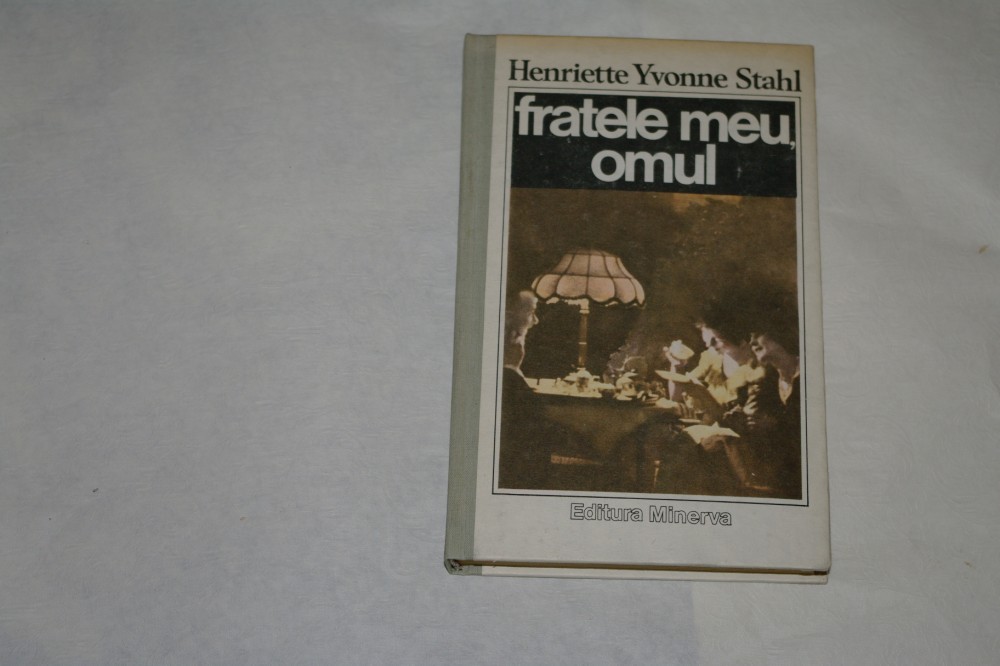 Henriette Yvonne Stahl
fratele meu,
omul
Editura Minerva